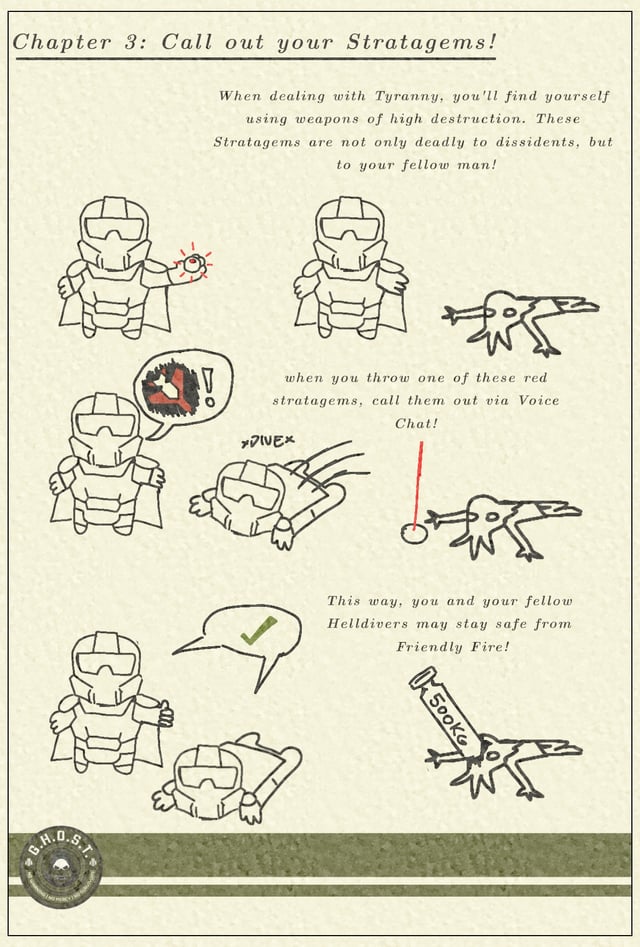 Chapter 3: Call out your Stratagems!
When dealing with Tyranny, you'll find yourself
using weapons of high destruction. These
Stratagems are not only deadly to dissidents, but
to your fellow man!
!
when you throw one of these red
stratagems, call them out via Voice
Chat!
*DIVE*
This way, you and your fellow
Helldivers may stay safe from
Friendly Fire!
500KG
G.H.O.S.T.